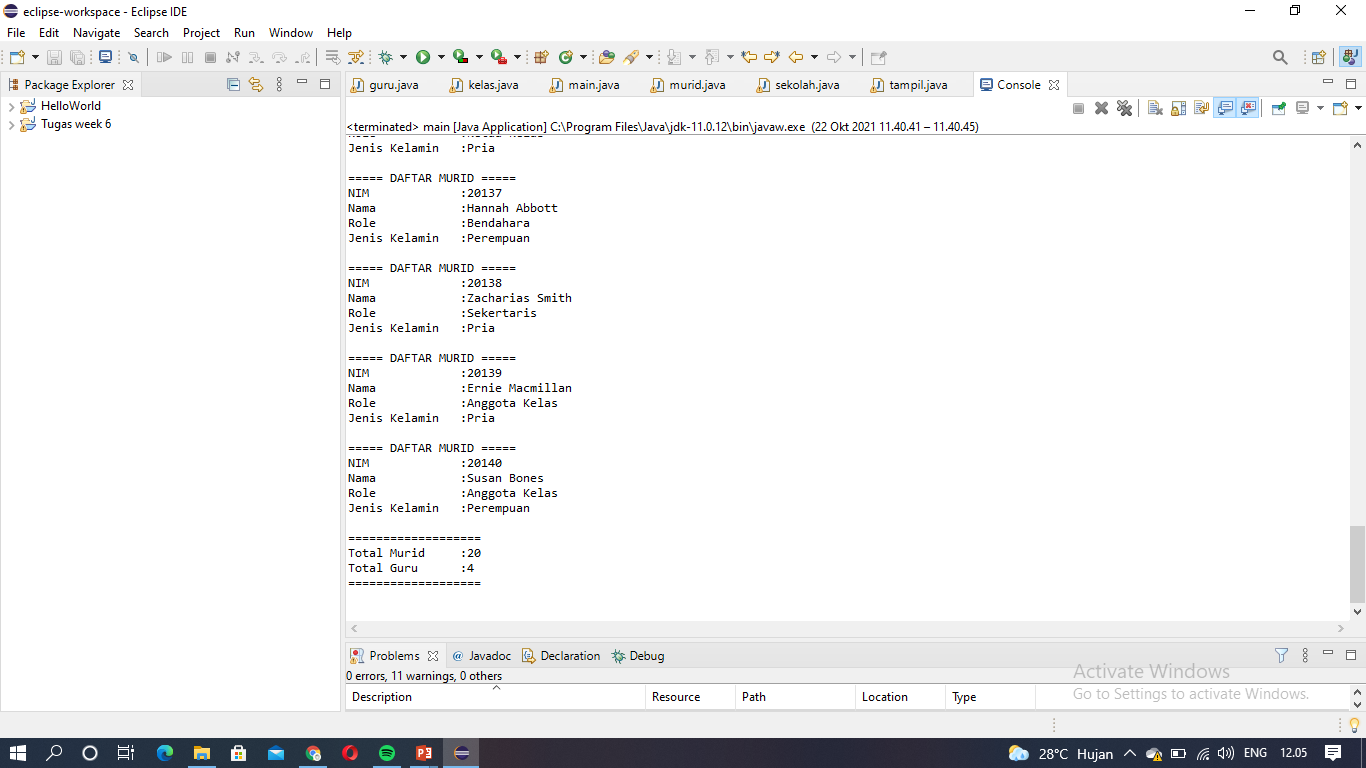 eclipse-workspace - Eclipse IDE
File Edit Navigate Search Project Run Window Help
Package Explorer
guru.java kelas.java main.java murid.java sekolah.java tampil.java Console
HelloWorld
Tugas week 6
<terminated> main [Java Application] C:\Program Files\Java\jdk-11.0.12\bin\javaw.exe (22 Okt 2021 11.40.41 – 11.40.45)
Jenis Kelamin :Pria
===== DAFTAR MURID =====
NIM :20137
Nama :Hannah Abbott
Role :Bendahara
Jenis Kelamin :Perempuan
===== DAFTAR MURID =====
NIM :20138
Nama :Zacharias Smith
Role :Sekertaris
Jenis Kelamin :Pria
===== DAFTAR MURID =====
NIM :20139
Nama :Ernie Macmillan
Role :Anggota Kelas
Jenis Kelamin :Pria
===== DAFTAR MURID =====
NIM :20140
Nama :Susan Bones
Role :Anggota Kelas
Jenis Kelamin :Perempuan
===================
Total Murid :20
Total Guru :4
===================
Problems @ Javadoc Declaration Debug
0 errors, 11 warnings, 0 others
Description Resource Path Location Type
Activate Windows
Go to Settings to activate Windows.
28°C Hujan ENG 12.05